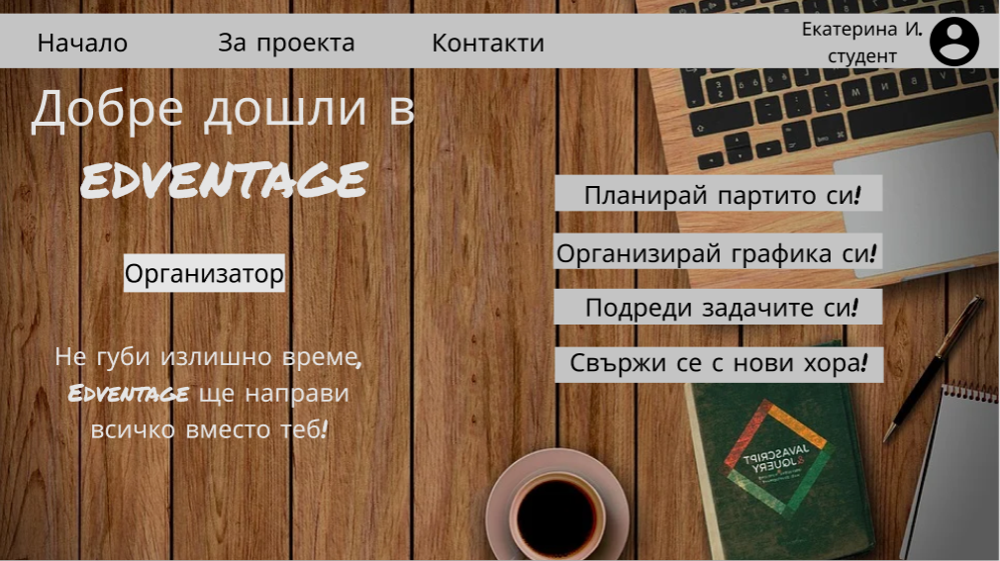 Начало
За проекта
Контакти
Екатерина И.
студент
Добре дошли в
EDVENTAGE
Организатор
Не губи излишно време,
EDVENTAGE ще направи
всичко вместо теб!
Планирай партито си!
Организирай графика си!
Подреди задачите си!
Свържи се с нови хора!
JAVASCRIPT
& JQUERY